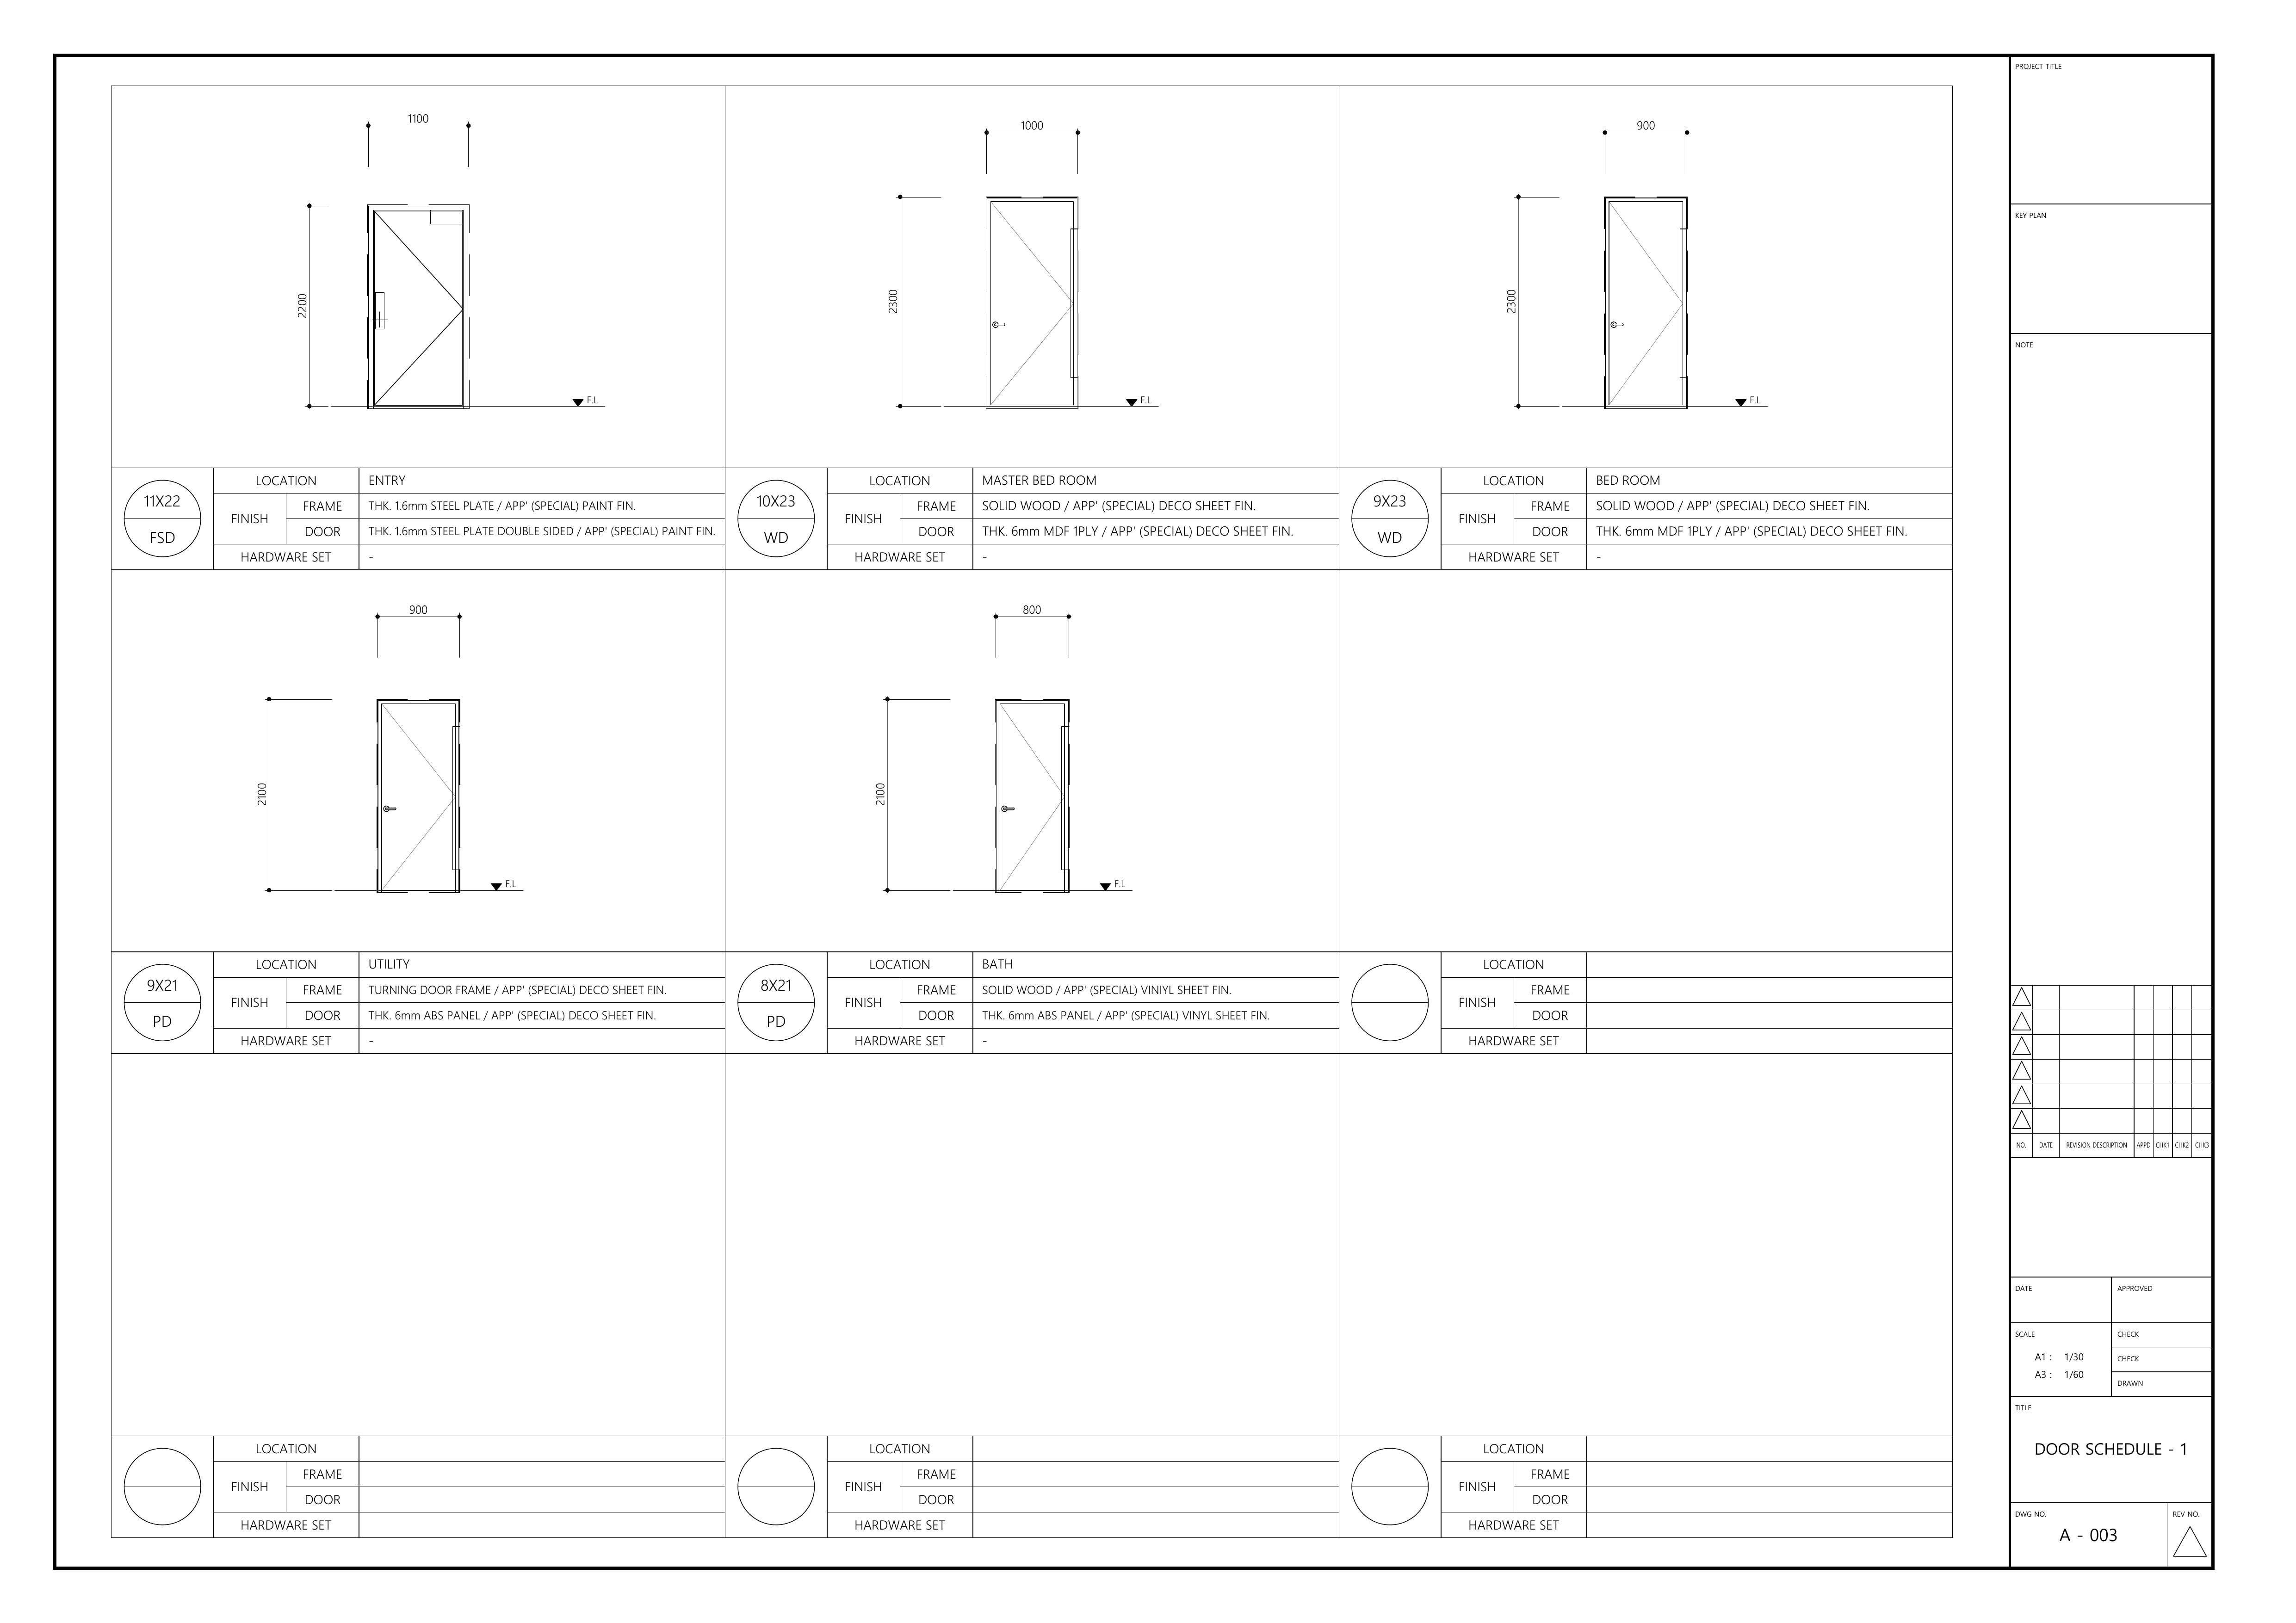 1100
2200
F.L
1000
2300
F.L
900
2300
F.L
11X22
FSD
LOCATION
ENTRY
FINISH
FRAME
THK. 1.6mm STEEL PLATE / APP' (SPECIAL) PAINT FIN.
DOOR
THK. 1.6mm STEEL PLATE DOUBLE SIDED / APP' (SPECIAL) PAINT FIN.
HARDWARE SET
-
10X23
WD
LOCATION
MASTER BED ROOM
FINISH
FRAME
SOLID WOOD / APP' (SPECIAL) DECO SHEET FIN.
DOOR
THK. 6mm MDF 1PLY / APP' (SPECIAL) DECO SHEET FIN.
HARDWARE SET
-
9X23
WD
LOCATION
BED ROOM
FINISH
FRAME
SOLID WOOD / APP' (SPECIAL) DECO SHEET FIN.
DOOR
THK. 6mm MDF 1PLY / APP' (SPECIAL) DECO SHEET FIN.
HARDWARE SET
-
900
2100
F.L
800
2100
F.L
9X21
PD
LOCATION
UTILITY
FINISH
FRAME
TURNING DOOR FRAME / APP' (SPECIAL) DECO SHEET FIN.
DOOR
THK. 6mm ABS PANEL / APP' (SPECIAL) DECO SHEET FIN.
HARDWARE SET
-
8X21
PD
LOCATION
BATH
FINISH
FRAME
SOLID WOOD / APP' (SPECIAL) VINIYL SHEET FIN.
DOOR
THK. 6mm ABS PANEL / APP' (SPECIAL) VINYL SHEET FIN.
HARDWARE SET
-
LOCATION
FINISH
FRAME
DOOR
HARDWARE SET
LOCATION
FINISH
FRAME
DOOR
HARDWARE SET
LOCATION
FINISH
FRAME
DOOR
HARDWARE SET
LOCATION
FINISH
FRAME
DOOR
HARDWARE SET
PROJECT TITLE
KEY PLAN
NOTE
NO. DATE REVISION DESCRIPTION APPD CHK1 CHK2 CHK3
DATE
APPROVED
SCALE
A1 : 1/30
A3 : 1/60
CHECK
CHECK
DRAWN
TITLE
DOOR SCHEDULE - 1
DWG NO.
A - 003
REV NO.